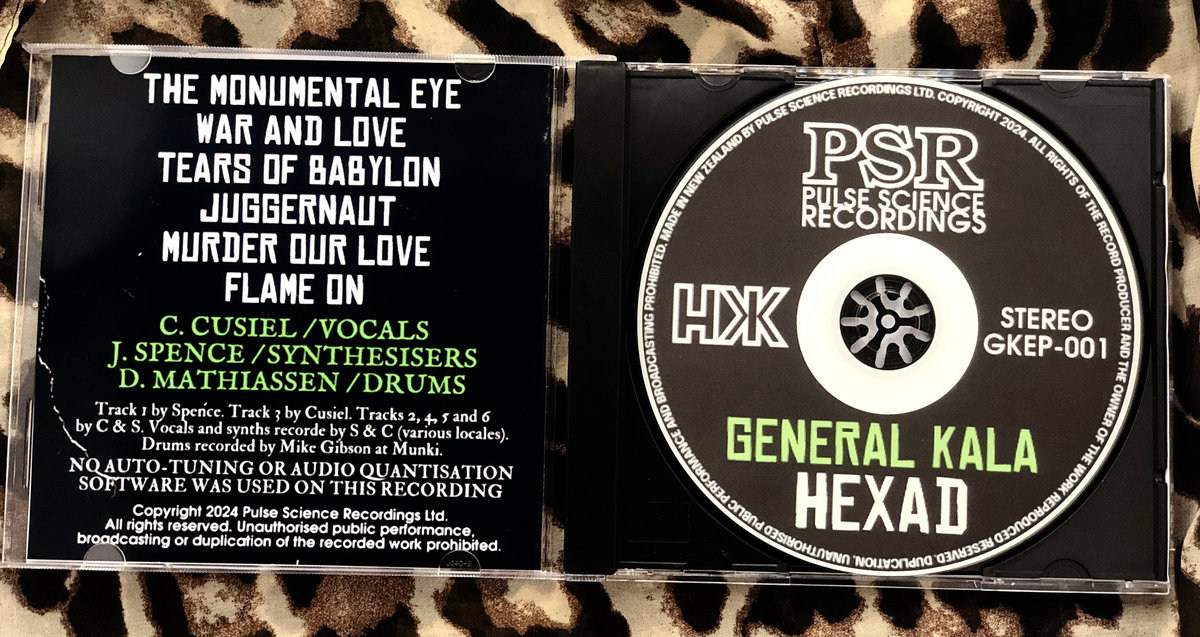 THE MONUMENTAL EYE
WAR AND LOVE
TEARS OF BABYLON
JUGGERNAUT
MURDER OUR LOVE
FLAME ON
C. CUSIEL /VOCALS
J. SPENCE /SYNTHESISERS
D. MATHIASSEN /DRUMS
Track 1 by Spence. Track 3 by Cusiel. Tracks 2, 4, 5 and 6
by C & S. Vocals and synths recorde by S & C (various locales).
Drums recorded by Mike Gibson at Munki.
NO AUTO-TUNING OR AUDIO QUANTISATION
SOFTWARE WAS USED ON THIS RECORDING
Copyright 2024 Pulse Science Recordings Ltd.
All rights reserved. Unauthorised public performance,
broadcasting or duplication of the recorded work prohibited.
MADE IN NEW ZEALAND BY PULSE SCIENCE RECORDINGS LTD. COPYRIGHT 2024. ALL RIGHTS OF THE RECORD PRODUCER AND THE OWNER OF THE WORK REPRODUCED RESERVED. DUPLICATION, UNAUTHORISED PUBLIC PERFORMANCE AND BROADCASTING PROHIBITED.
PSR
PULSE SCIENCE
RECORDINGS
STEREO
GKEP-001
GENERAL KALA
HEXAD